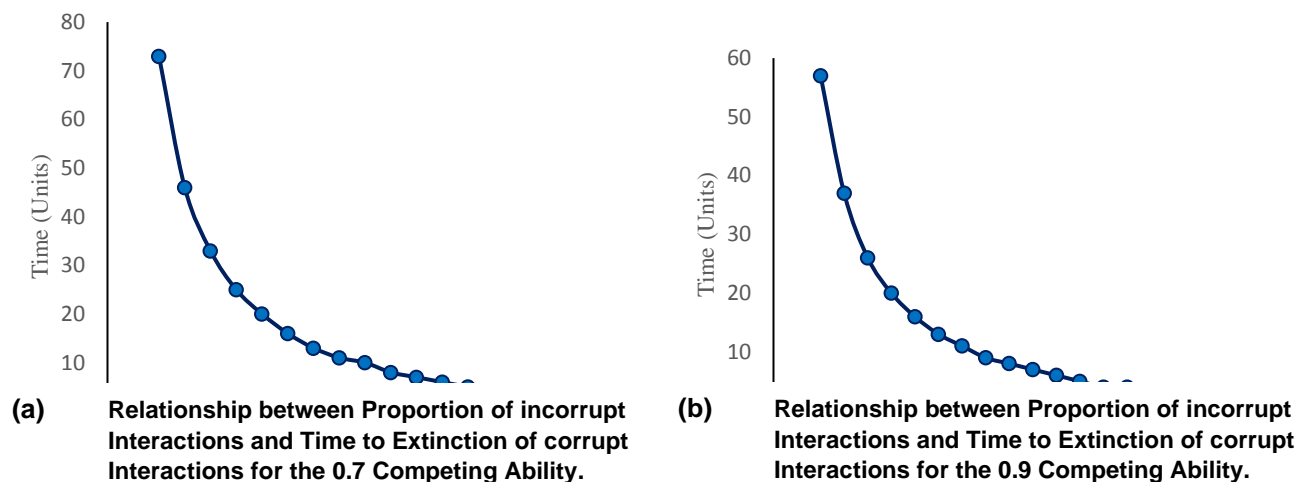 80
70
60
50
40
30
20
10
Time (Units)
(a) Relationship between Proportion of incorrupt
Interactions and Time to Extinction of corrupt
Interactions for the 0.7 Competing Ability.
60
50
40
30
20
10
Time (Units)
(b) Relationship between Proportion of incorrupt
Interactions and Time to Extinction of corrupt
Interactions for the 0.9 Competing Ability.